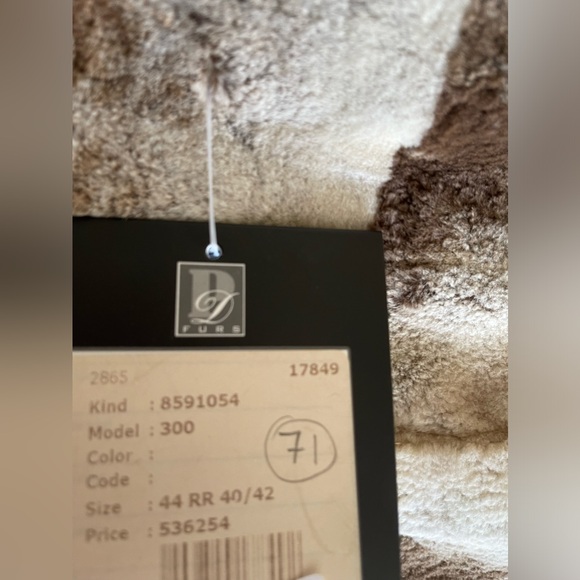 D D
FURS
2865 17849
Kind : 8591054
Model : 300
Color :
71
Code :
Size : 44 RR 40/42
Price : 536254